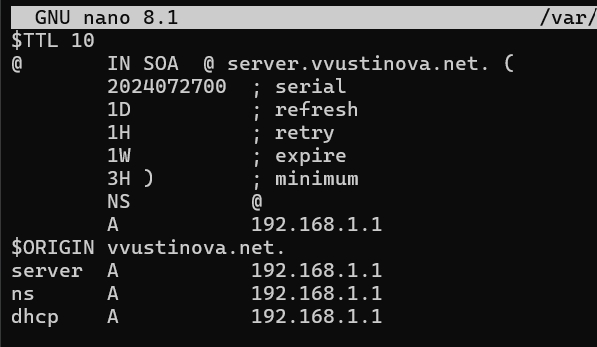 GNU nano 8.1 /var/
$TTL 10
@ IN SOA @ server.vvustinova.net. (
2024072700 ; serial
1D ; refresh
1H ; retry
1W ; expire
3H ) ; minimum
NS @
A 192.168.1.1
$ORIGIN vvustinova.net.
server A 192.168.1.1
ns A 192.168.1.1
dhcp A 192.168.1.1